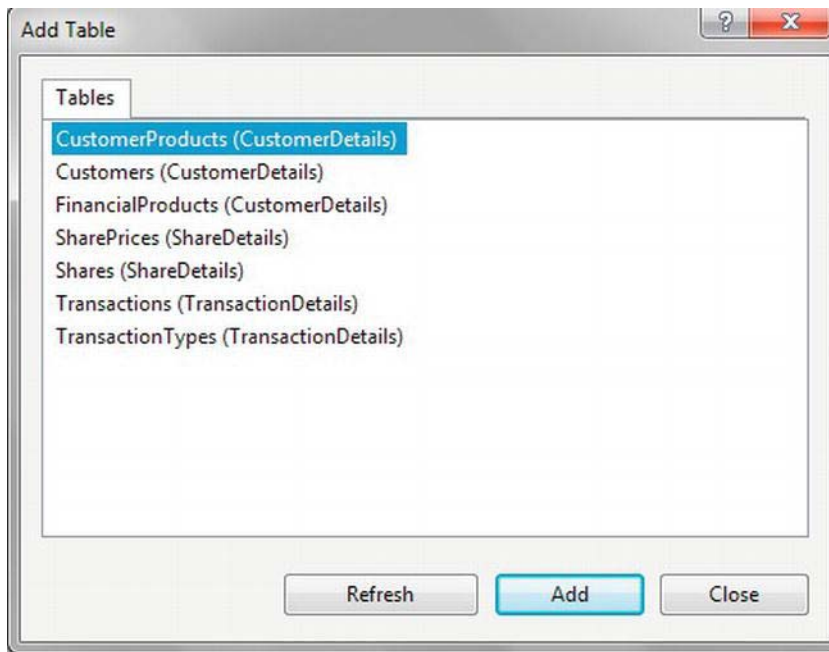 Add Table
?
Tables
CustomerProducts (CustomerDetails)
Customers (CustomerDetails)
FinancialProducts (CustomerDetails)
SharePrices (ShareDetails)
Shares (ShareDetails)
Transactions (TransactionDetails)
TransactionTypes (TransactionDetails)
Refresh Add Close